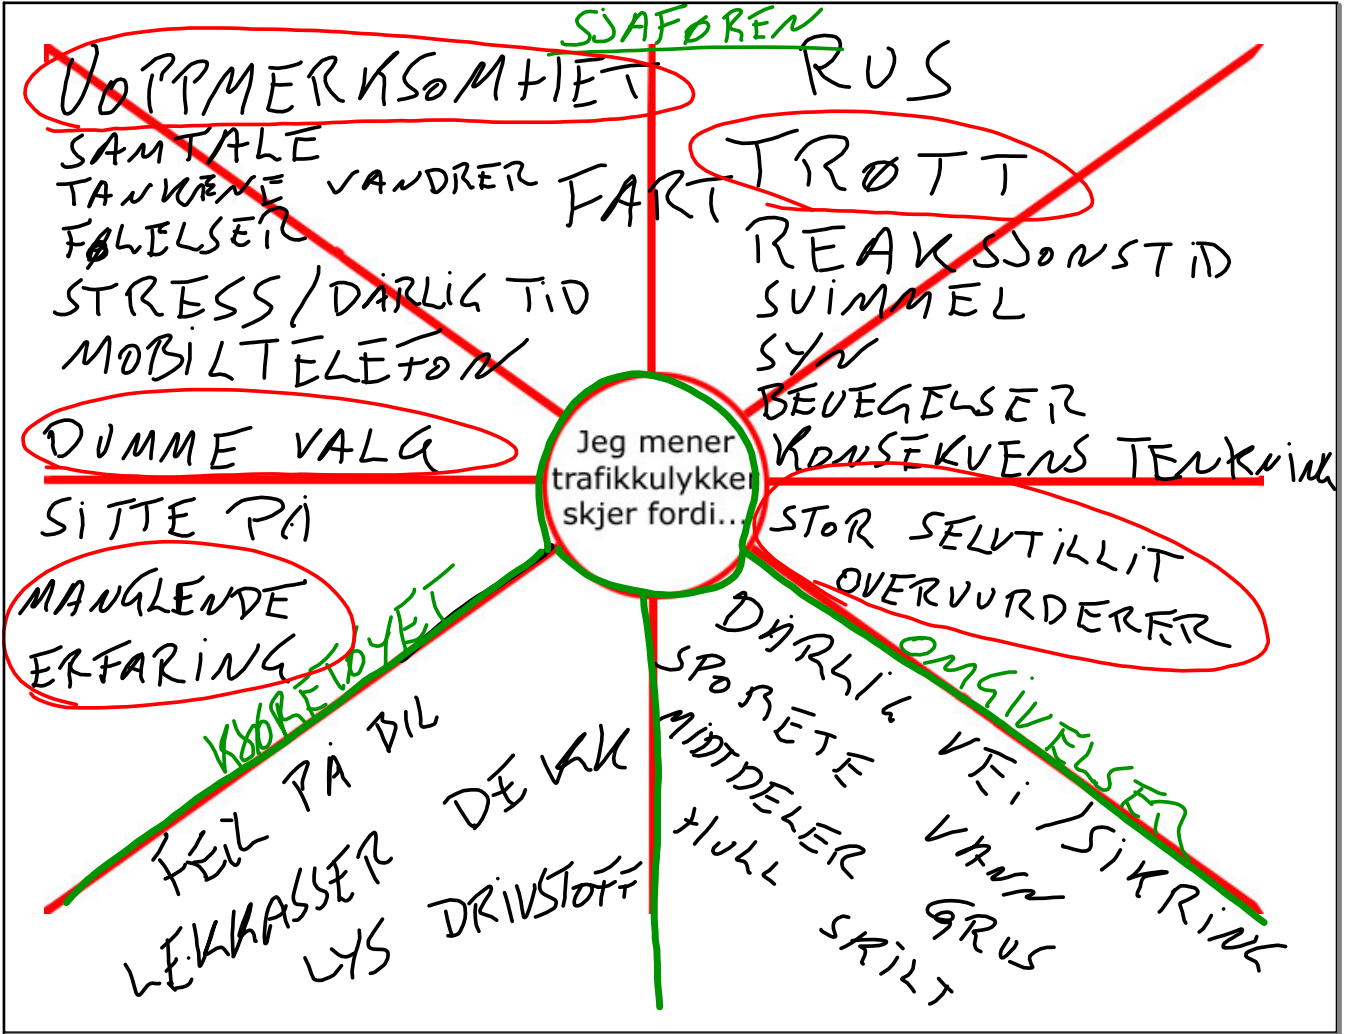 SJAFØREN
UOPPMERKSOMHET
SAMTALE
TANKENE VANDRER
FØLELSER
STRESS/DÅRLIG TID
MOBILTELEFON
DUMME VALG
SITTE PÅ
MANGLENDE
ERFARING
FART
RUS
TRØTT
REAKSJONSTID
SVIMMEL
SYN
BEVEGELSER
KONSEKVENS TENKNING
STOR SELVTILLIT
OVERVURDERER
Jeg mener
trafikkulykker
skjer fordi...
KJØRETØYET
FEIL PÅ BIL
LEKKASSER
LYS
DEKK
DRIVSTOFF
OMGIVELSER
DÅRLIG VEI/SIKRING
SPORETE
MIDTDELER
HULL
VANN
GRUS
SKILT